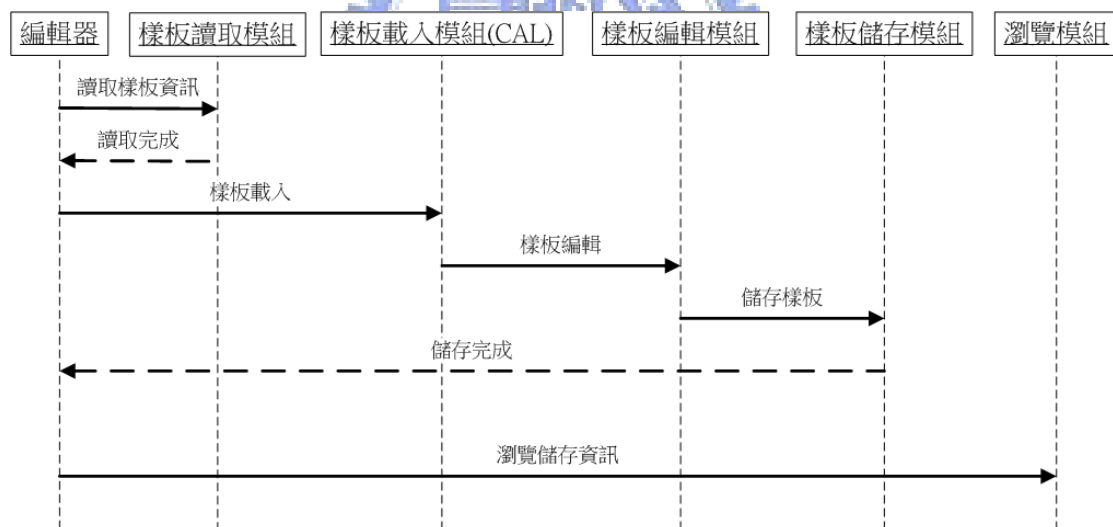 編輯器
樣板讀取模組
樣板載入模組(CAL)
樣板編輯模組
樣板儲存模組
瀏覽模組
讀取樣板資訊
讀取完成
樣板載入
樣板編輯
儲存樣板
儲存完成
瀏覽儲存資訊